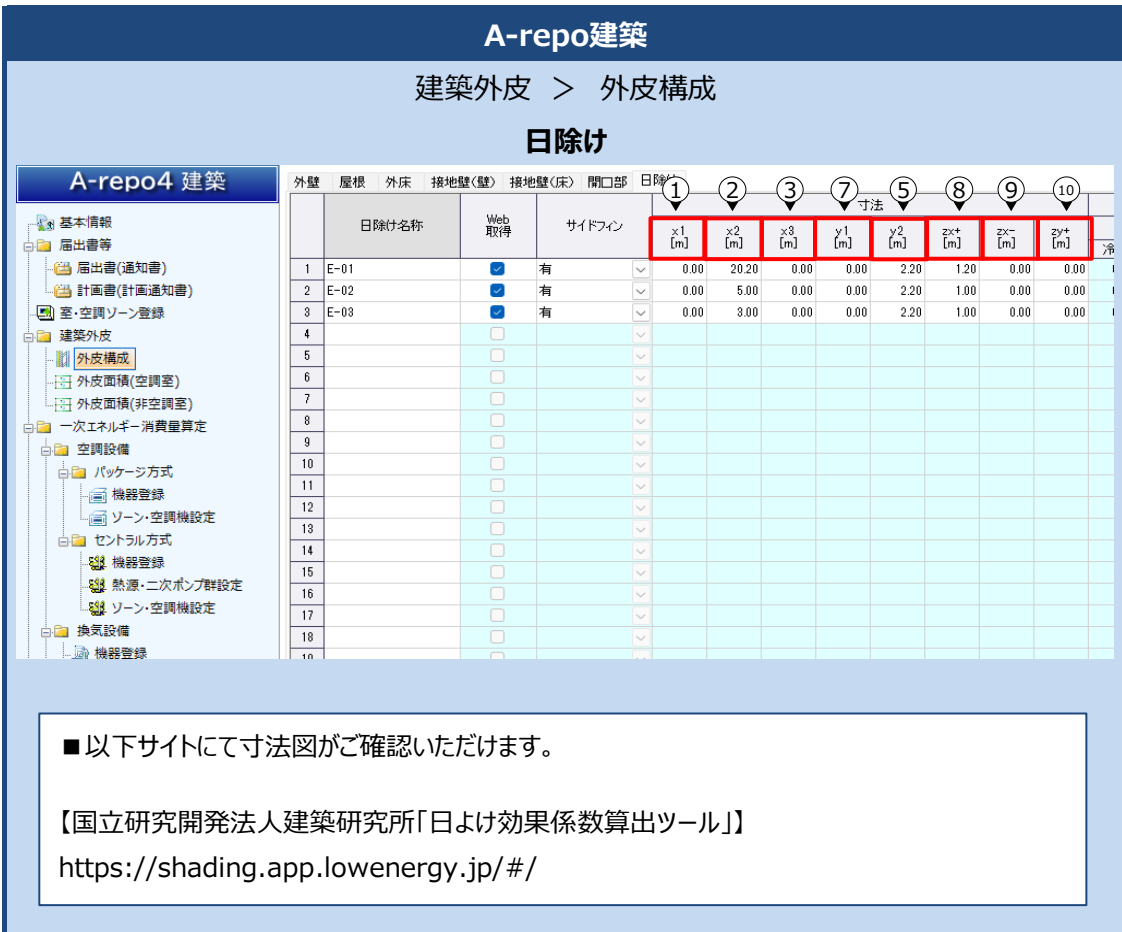 A-repo建築
建築外皮 ＞ 外皮構成
日除け
A-repo4 建築
基本情報
届出書等
届出書(通知書)
計画書(計画通知書)
室・空調ゾーン登録
建築外皮
外皮構成
外皮面積(空調室)
外皮面積(非空調室)
一次エネルギー消費量算定
空調設備
パッケージ方式
機器登録
ゾーン・空調機設定
セントラル方式
機器登録
熱源・二次ポンプ群設定
ゾーン・空調機設定
換気設備
機器登録
外壁 屋根 外床 接地壁(壁) 接地壁(床) 開口部
① ② ③ ⑦ ⑤ ⑧ ⑨ ⑩
寸法
日除け名称 Web取得 サイドフィン x1[m] x2[m] x3[m] y1[m] y2[m] zx+[m] zx-[m] zy+[m] 冷
1 E-01 有 0.00 20.20 0.00 0.00 2.20 1.20 0.00 0.00
2 E-02 有 0.00 5.00 0.00 0.00 2.20 1.00 0.00 0.00
3 E-03 有 0.00 3.00 0.00 0.00 2.20 1.00 0.00 0.00
4
5
6
7
8
9
10
11
12
13
14
15
16
17
18
■以下サイトにて寸法図がご確認いただけます。
【国立研究開発法人建築研究所「日よけ効果係数算出ツール」】
https://shading.app.lowenergy.jp/#/